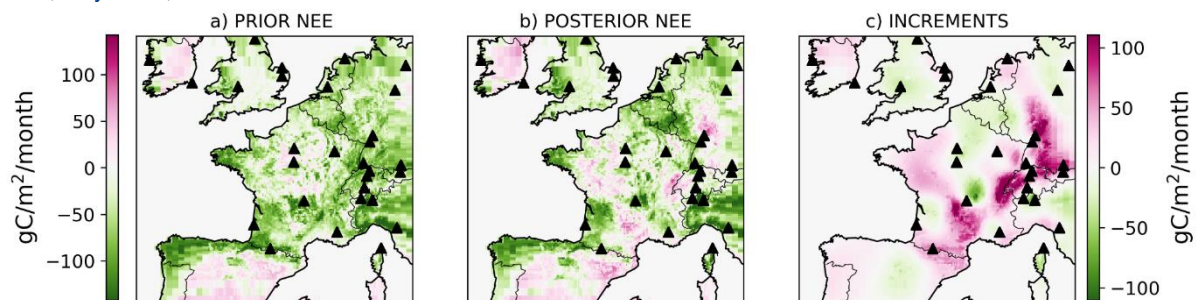 a) PRIOR NEE
b) POSTERIOR NEE
c) INCREMENTS
gC/m²/month
100
50
0
−50
−100
100
50
0
−50
−100
gC/m²/month